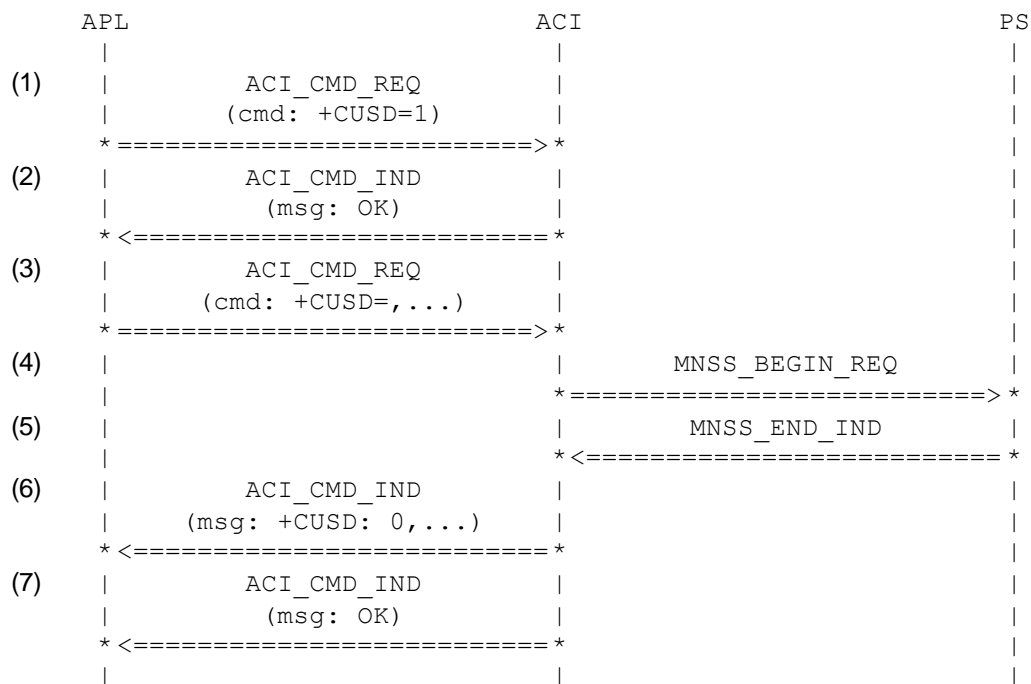 APL ACI PS
| | |
(1) | ACI_CMD_REQ | |
| (cmd: +CUSD=1) | |
*==========================>* |
(2) | ACI_CMD_IND | |
| (msg: OK) | |
*<==========================* |
(3) | ACI_CMD_REQ | |
| (cmd: +CUSD=,...) | |
*==========================>* |
(4) | | MNSS_BEGIN_REQ |
| *==========================>*
(5) | | MNSS_END_IND |
| *<==========================*
(6) | ACI_CMD_IND | |
| (msg: +CUSD: 0,...) | |
*<==========================* |
(7) | ACI_CMD_IND | |
| (msg: OK) | |
*<==========================* |
| | |